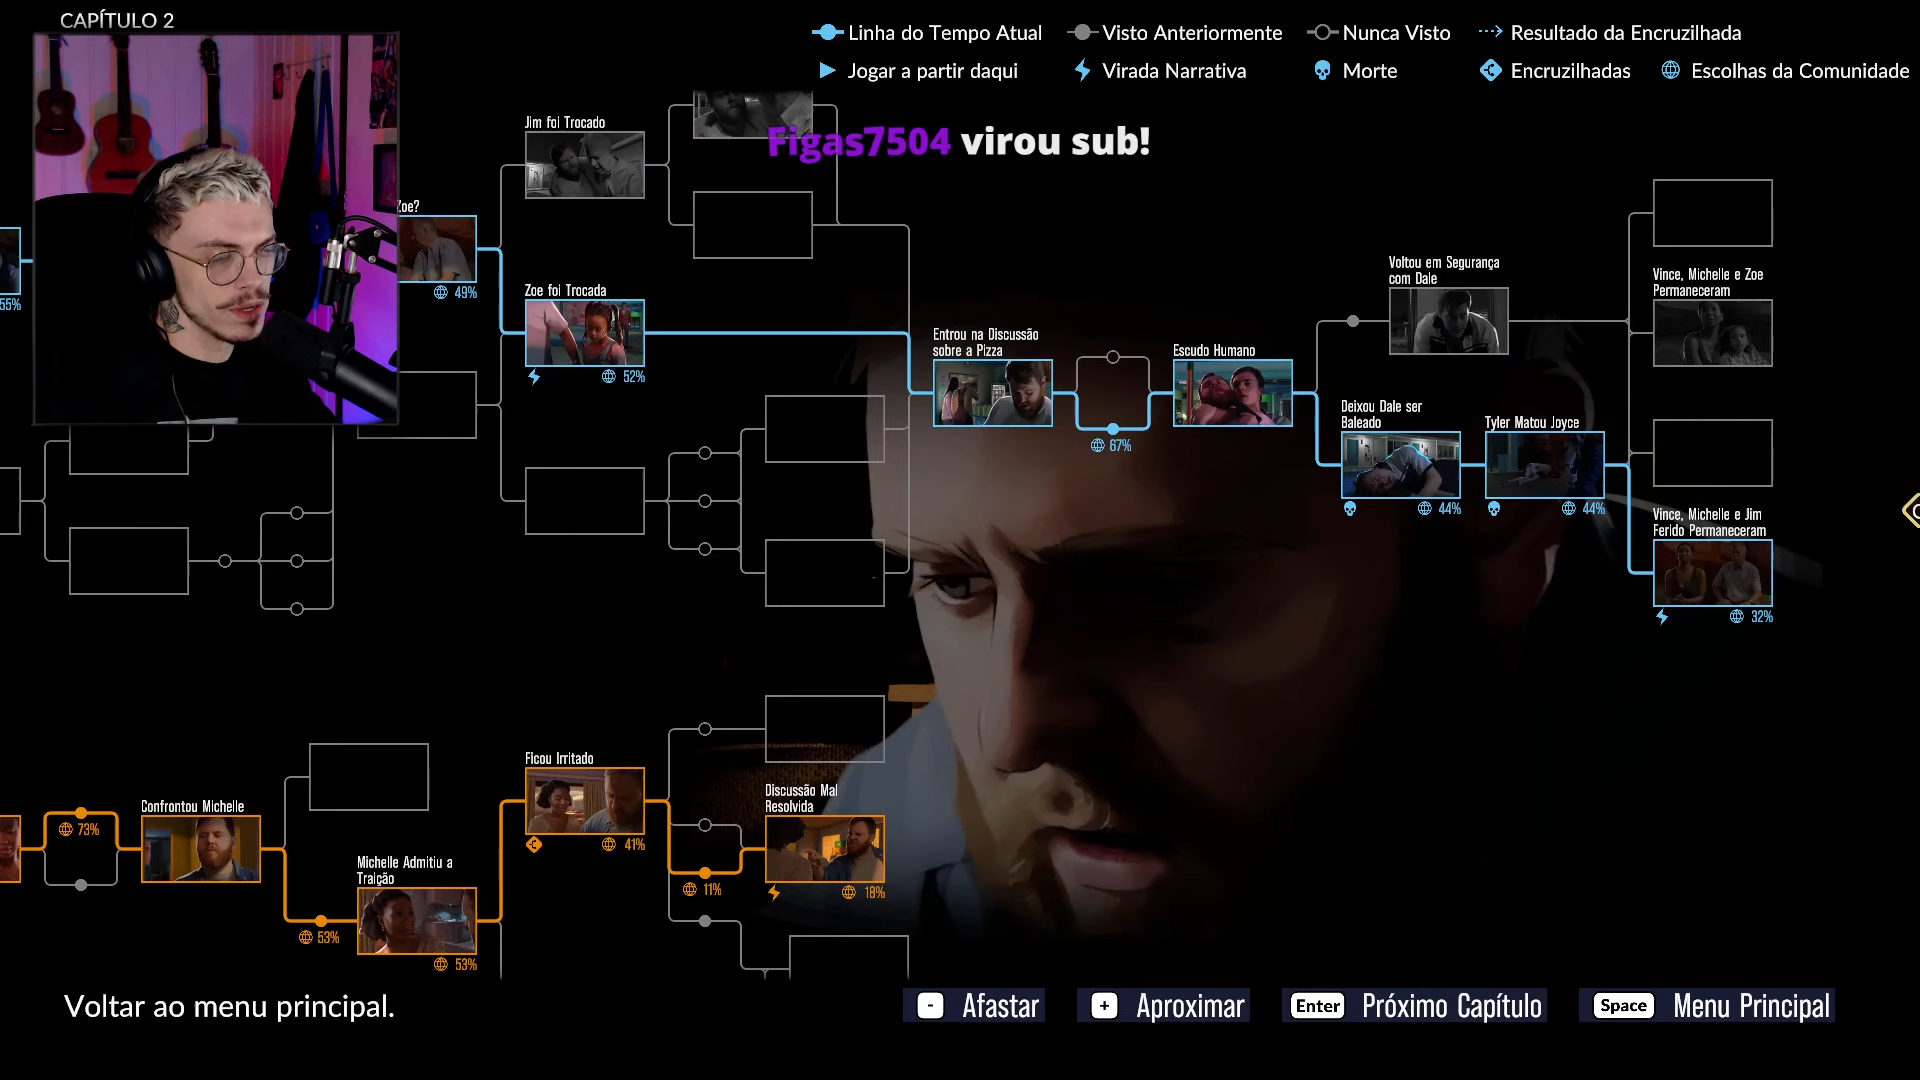 CAPÍTULO 2
Linha do Tempo Atual
Visto Anteriormente
Nunca Visto
Resultado da Encruzilhada
Jogar a partir daqui
Virada Narrativa
Morte
Encruzilhadas
Escolhas da Comunidade
Figas7504 virou sub!
Jim foi Trocado
Zoe?
49%
55%
Zoe foi Trocada
52%
Entrou na Discussão
sobre a Pizza
67%
Escudo Humano
Voltou em Segurança
com Dale
Deixou Dale ser
Baleado
44%
Tyler Matou Joyce
44%
Vince, Michelle e Zoe
Permaneceram
Vince, Michelle e Jim
Ferido Permaneceram
32%
73%
Confrontou Michelle
53%
Michelle Admitiu a
Traição
53%
Ficou Irritado
41%
11%
Discussão Mal
Resolvida
18%
Voltar ao menu principal.
- Afastar
+ Aproximar
Enter Próximo Capítulo
Space Menu Principal